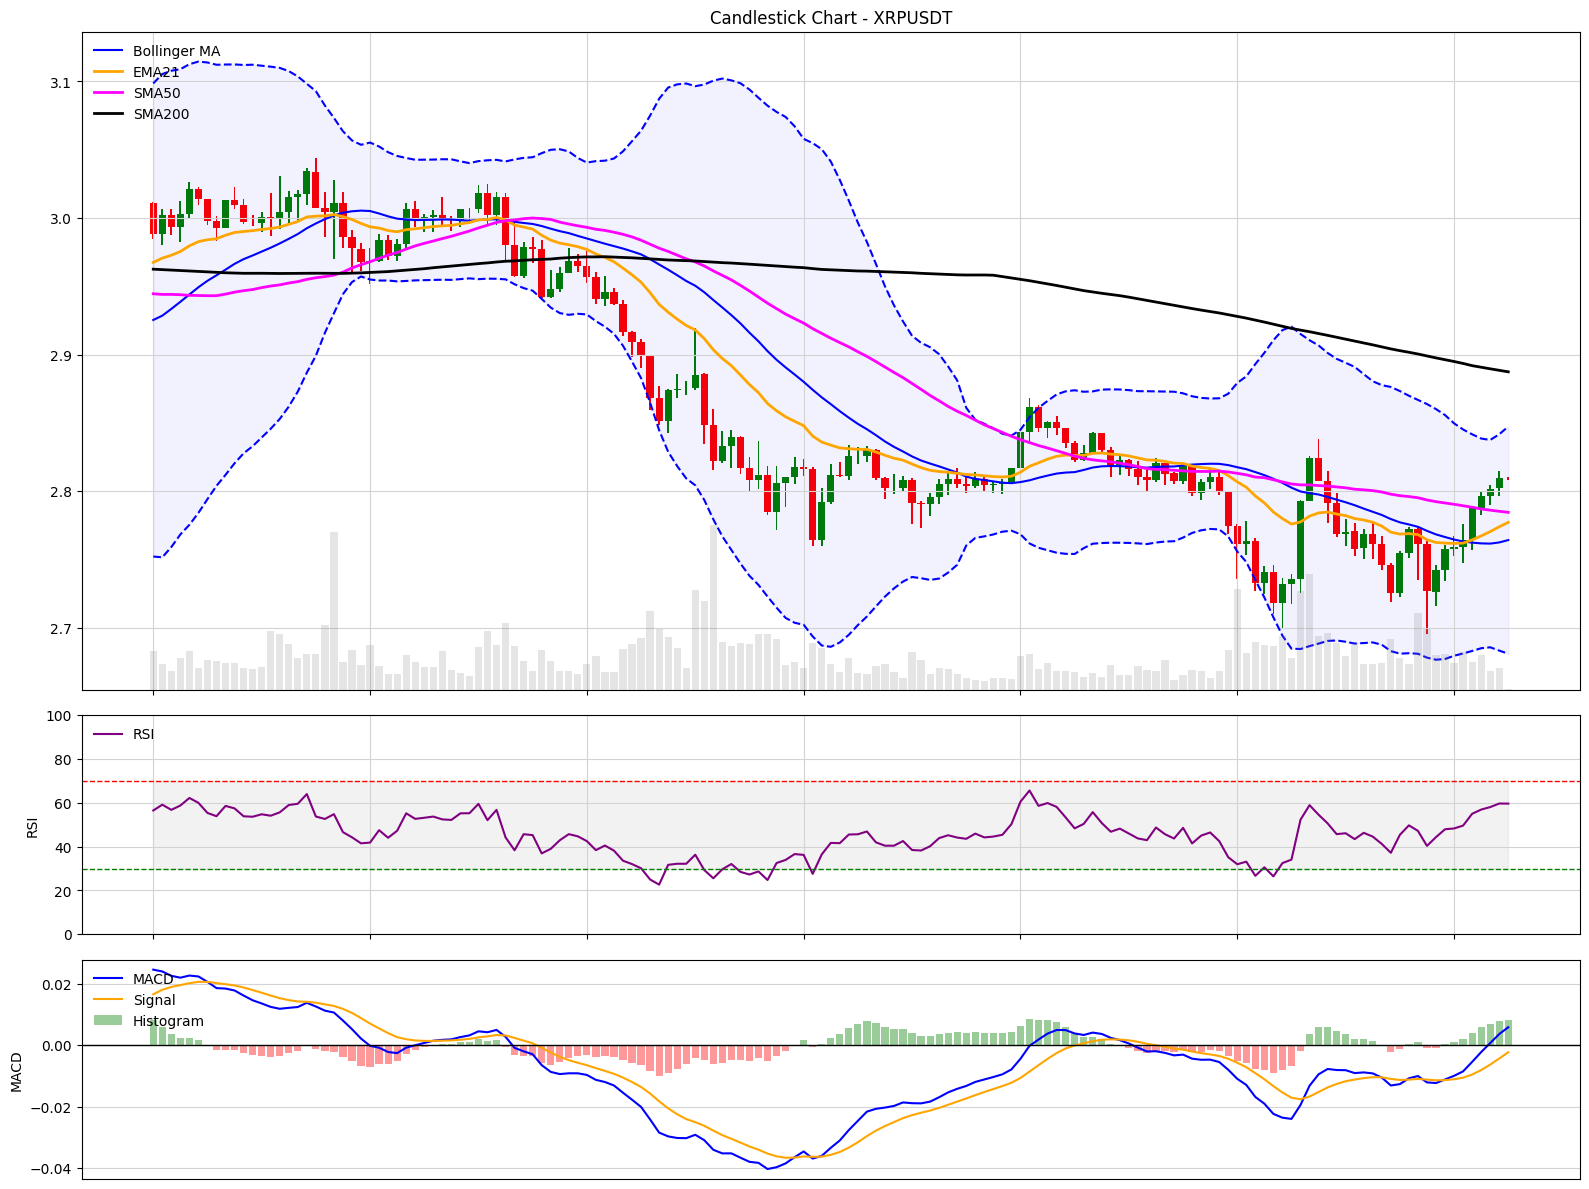 Candlestick Chart - XRPUSDT
Bollinger MA
EMA21
SMA50
SMA200
3.1
3.0
2.9
2.8
2.7
RSI
100
80
60
40
20
0
RSI
MACD
Signal
Histogram
0.02
0.00
−0.02
−0.04
MACD